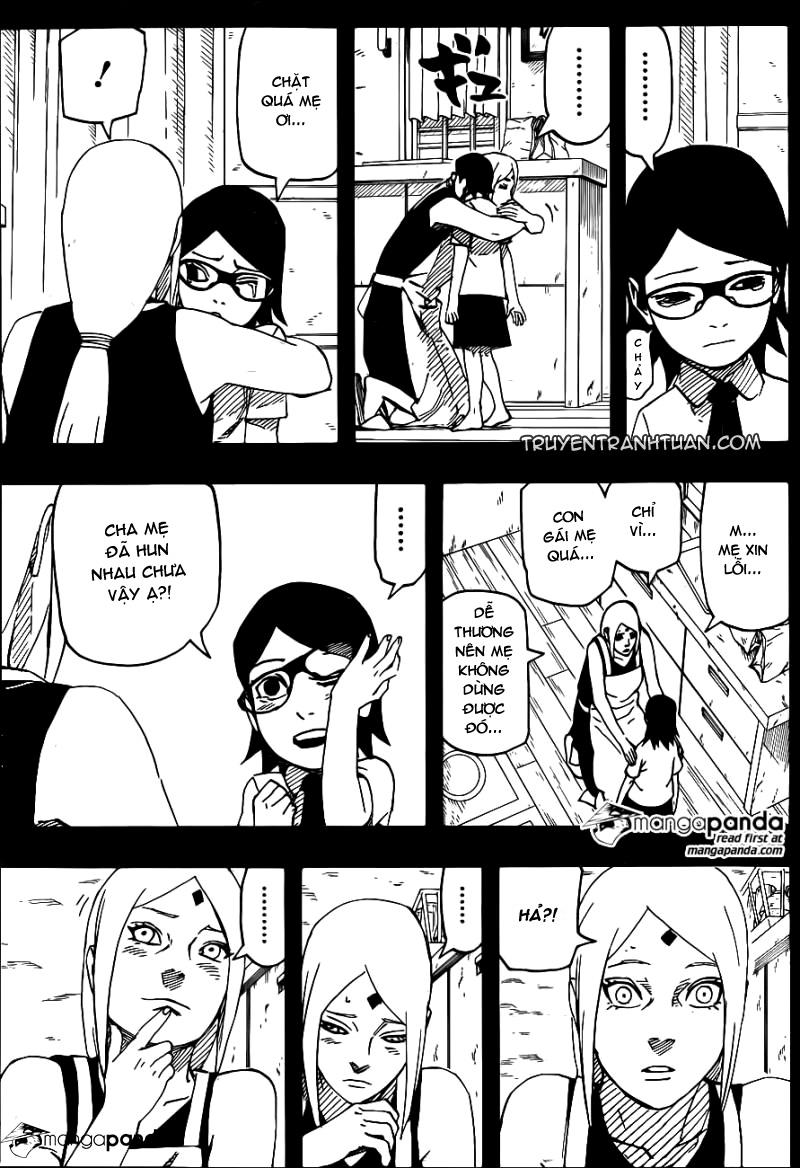 .........
CHẢY
.........
ギュ
CHẶT
QUÁ MẸ
ƠI...
!
TRUYENTRANHTUAN.COM
M...
MẸ XIN
LỖI...
CHỈ
VÌ...
CON
GÁI MẸ
QUÁ...
DỄ
THƯƠNG
NÊN MẸ
KHÔNG
DÙNG
ĐƯỢC
ĐÓ...
.......
CHA MẸ
ĐÃ HUN
NHAU CHƯA
VẬY Ạ?!
mangapanda
read first at
mangapanda.com
HẢ?!
.......
.......
mangapanda